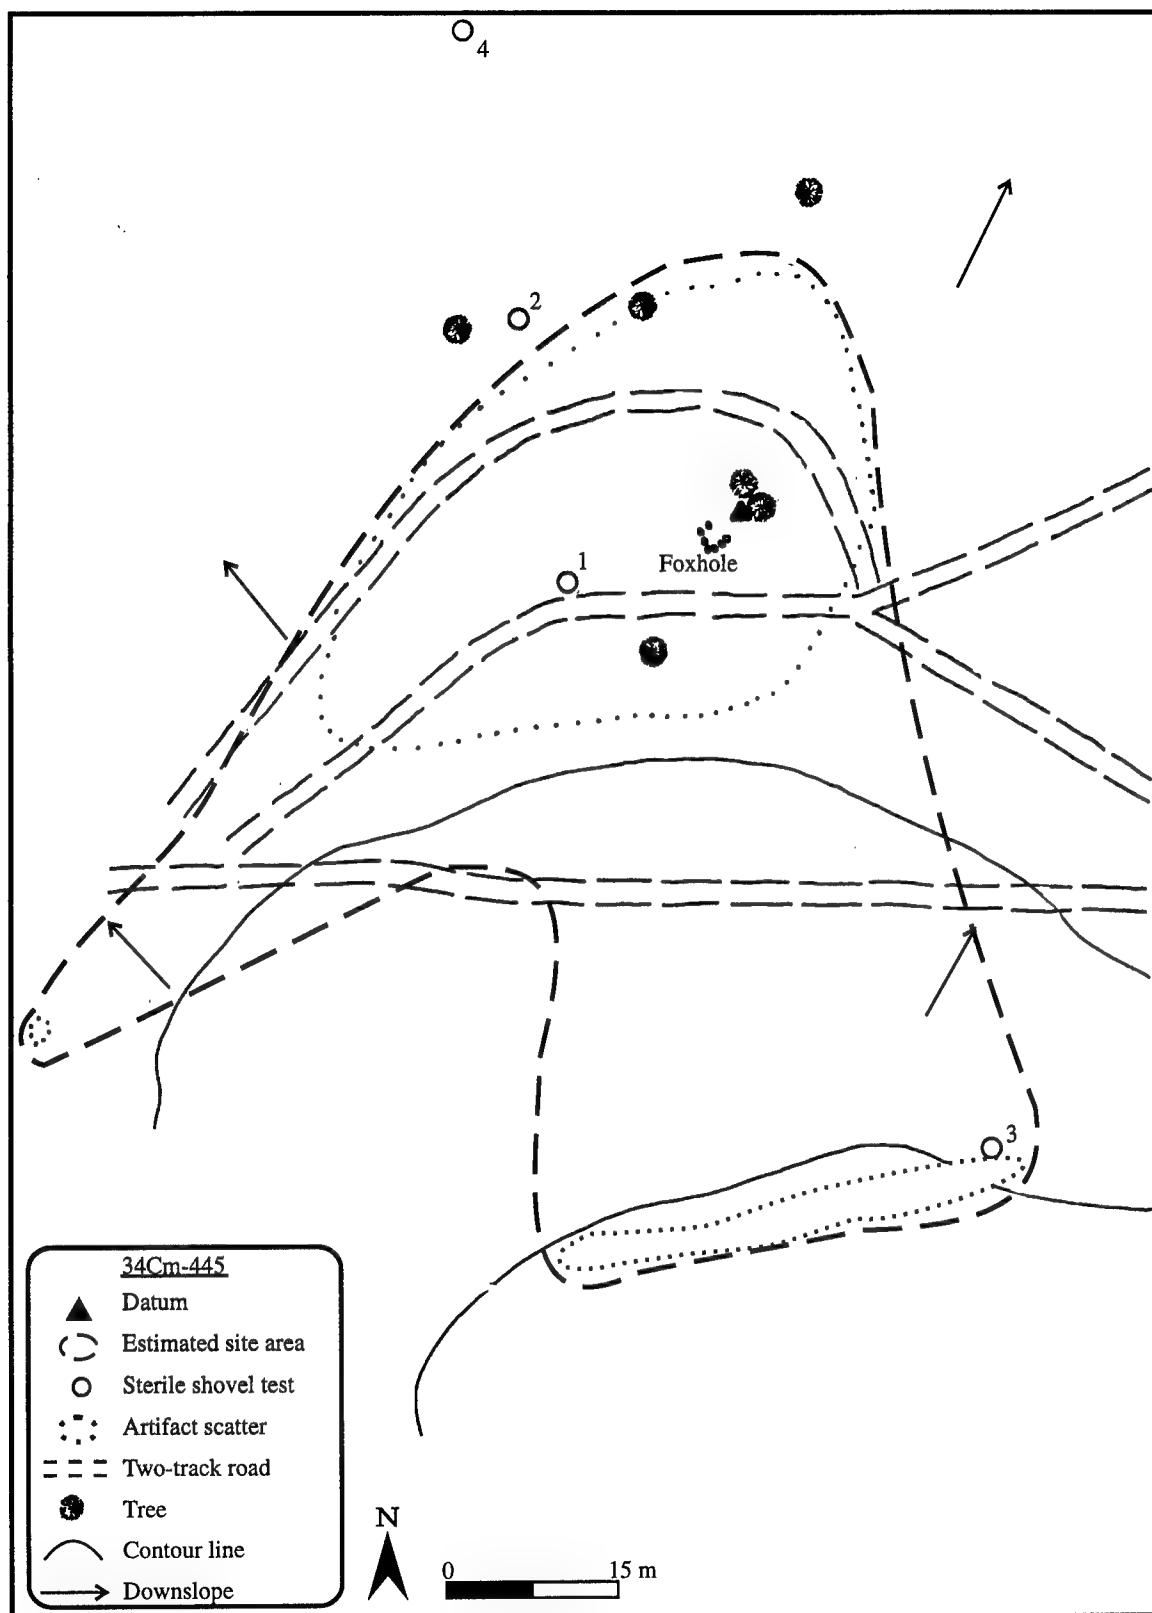 4
2
1
Foxhole
3
34Cm-445
Datum
Estimated site area
Sterile shovel test
Artifact scatter
Two-track road
Tree
Contour line
Downslope
N
0 15 m